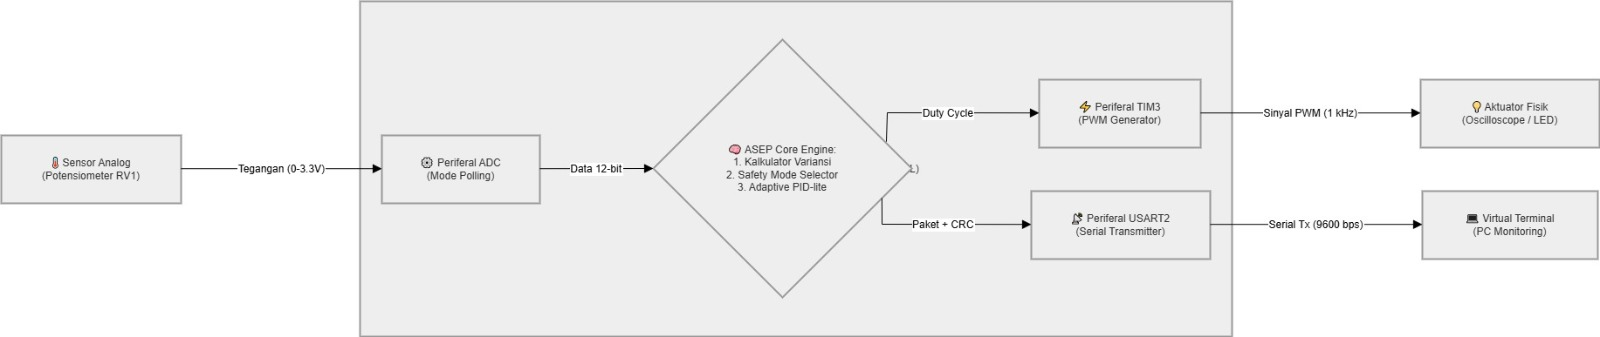 🌡️ Sensor Analog
(Potensiometer RV1)
Tegangan (0-3.3V)
⚙️ Periferal ADC
(Mode Polling)
Data 12-bit
🧠 ASEP Core Engine:
1. Kalkulator Variansi
2. Safety Mode Selector
3. Adaptive PID-lite
L)
Duty Cycle
⚡ Periferal TIM3
(PWM Generator)
Sinyal PWM (1 kHz)
💡 Aktuator Fisik
(Oscilloscope / LED)
Paket + CRC
📡 Periferal USART2
(Serial Transmitter)
Serial Tx (9600 bps)
💻 Virtual Terminal
(PC Monitoring)